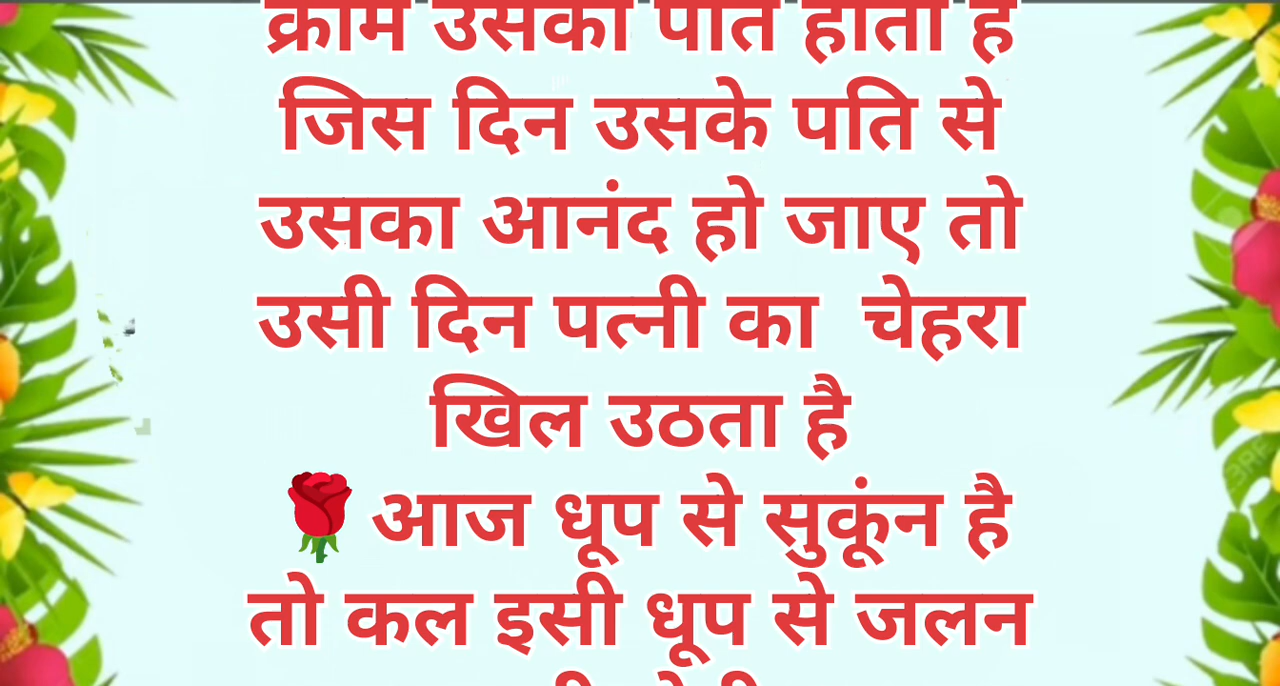 क्रीम उसका पति होता है
जिस दिन उसके पति से
उसका आनंद हो जाए तो
उसी दिन पत्नी का चेहरा
खिल उठता है
🌹आज धूप से सुकूंन है
तो कल इसी धूप से जलन